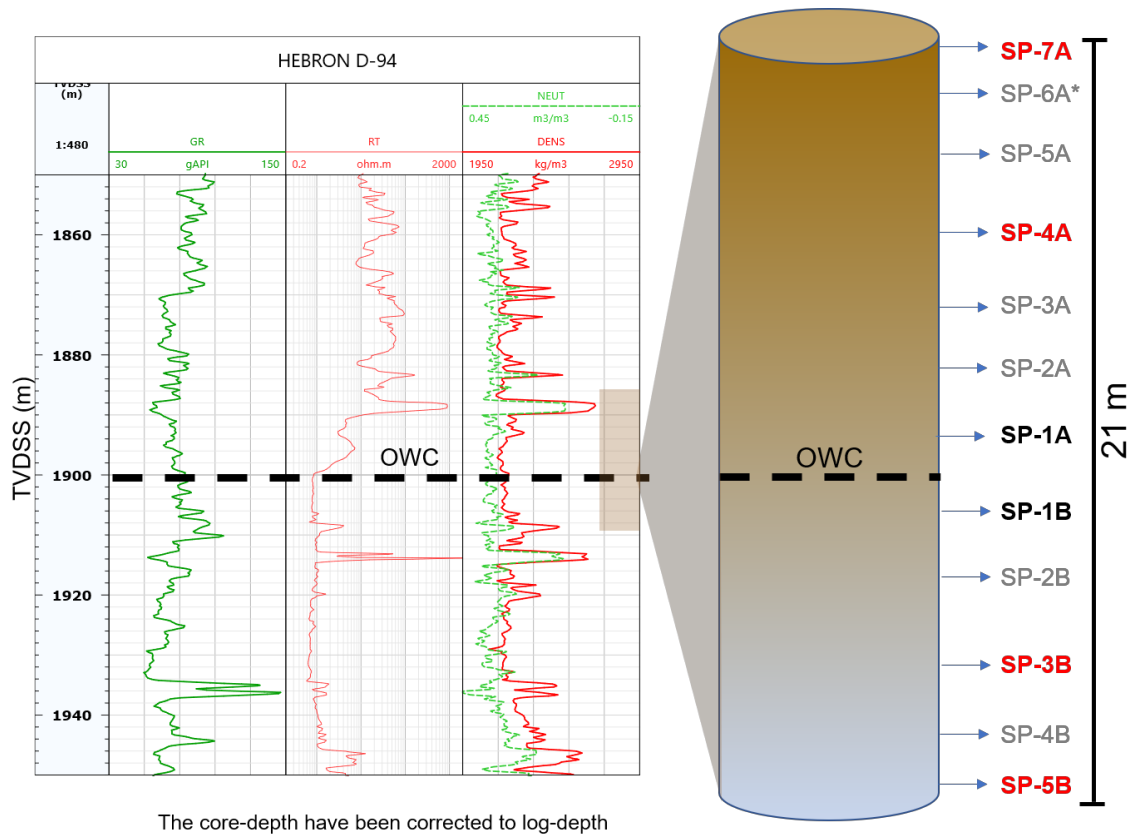 HEBRON D-94
TVDSS
(m)
1:480
GR
30 gAPI 150
RT
0.2 ohm.m 2000
NEUT
0.45 m3/m3 -0.15
DENS
1950 kg/m3 2950
TVDSS (m)
1860
1880
1900
1920
1940
OWC
The core-depth have been corrected to log-depth
OWC
SP-7A
SP-6A*
SP-5A
SP-4A
SP-3A
SP-2A
SP-1A
SP-1B
SP-2B
SP-3B
SP-4B
SP-5B
21 m